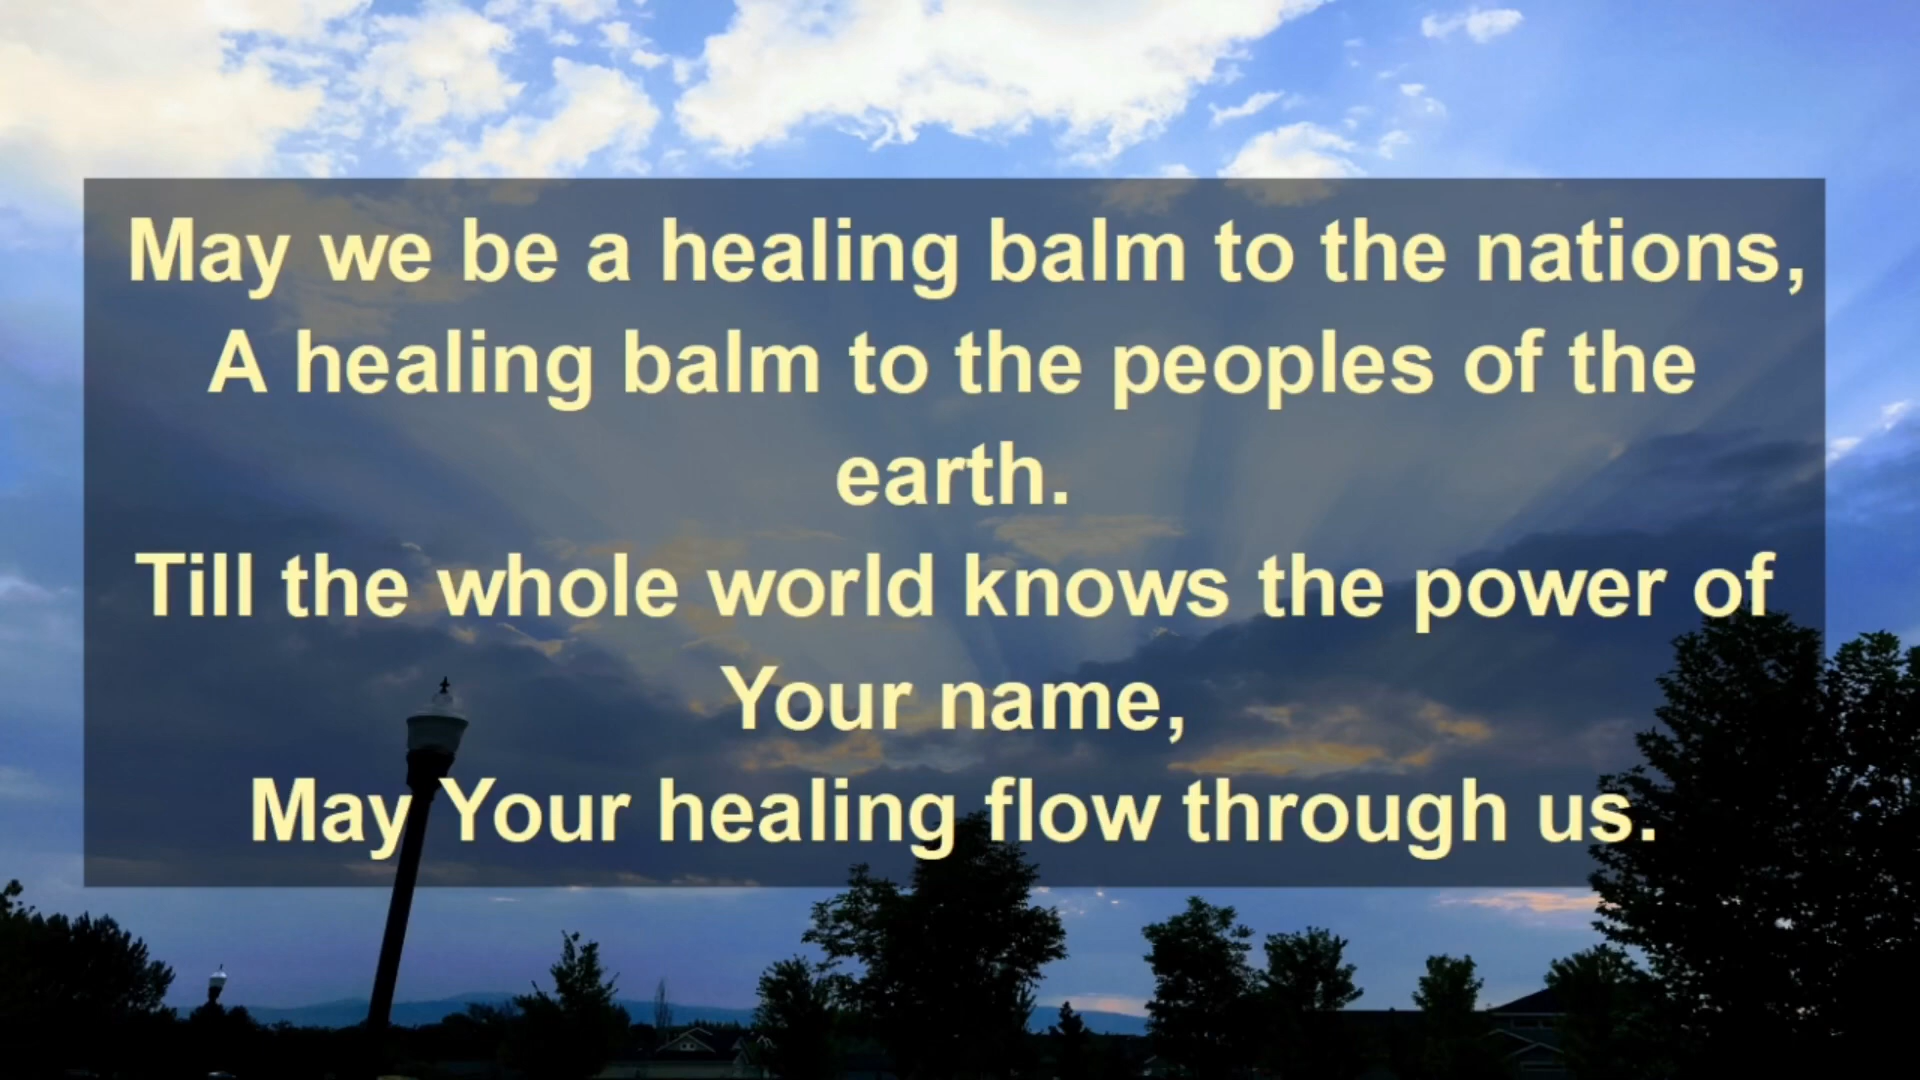 May we be a healing balm to the nations,
A healing balm to the peoples of the
earth.
Till the whole world knows the power of
Your name,
May Your healing flow through us.